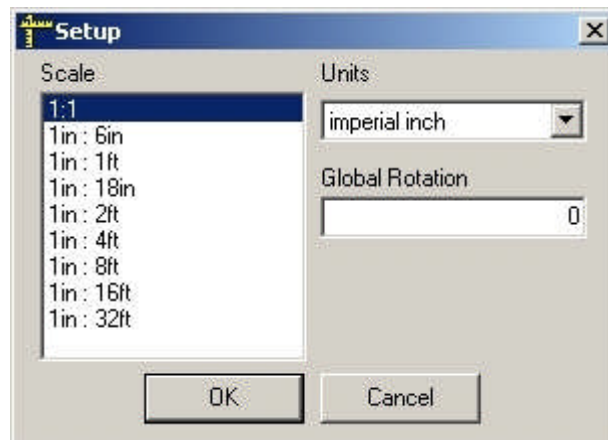 Setup
Scale
1:1
1in : 6in
1in : 1ft
1in : 18in
1in : 2ft
1in : 4ft
1in : 8ft
1in : 16ft
1in : 32ft
Units
imperial inch
Global Rotation
0
OK
Cancel